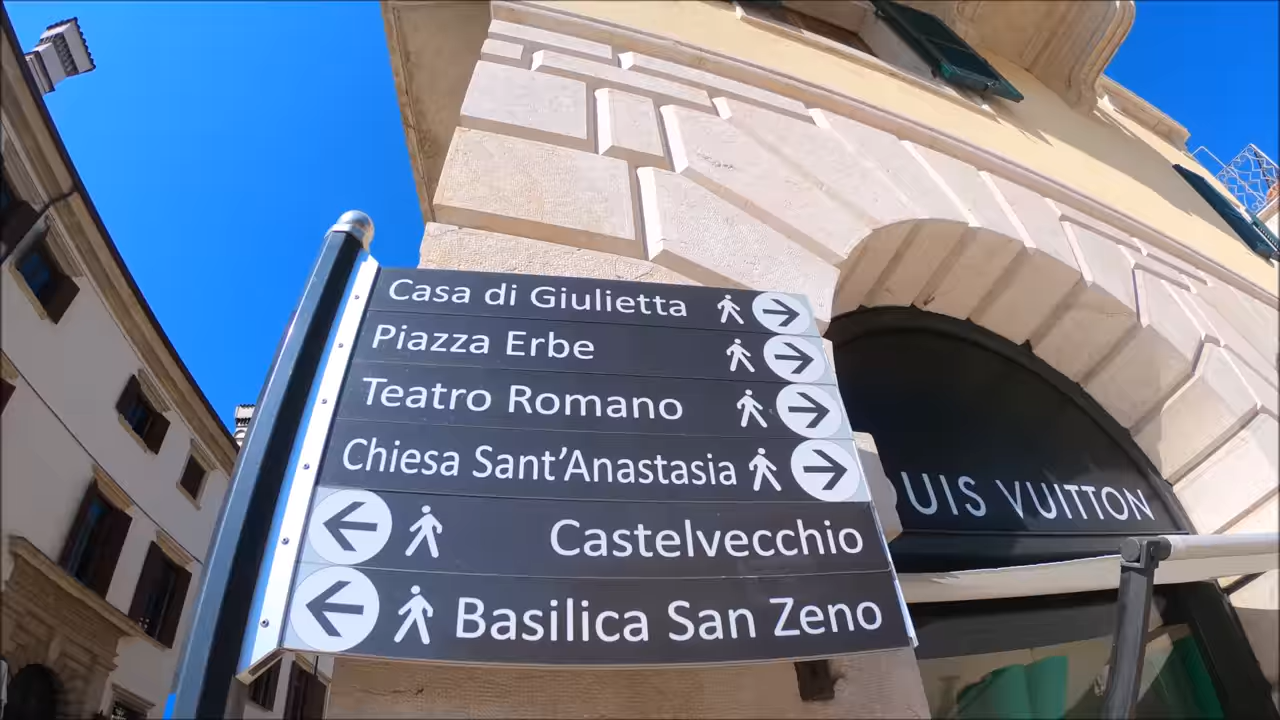 Casa di Giulietta
Piazza Erbe
Teatro Romano
Chiesa Sant'Anastasia
Castelvecchio
Basilica San Zeno
UIS VUITTON